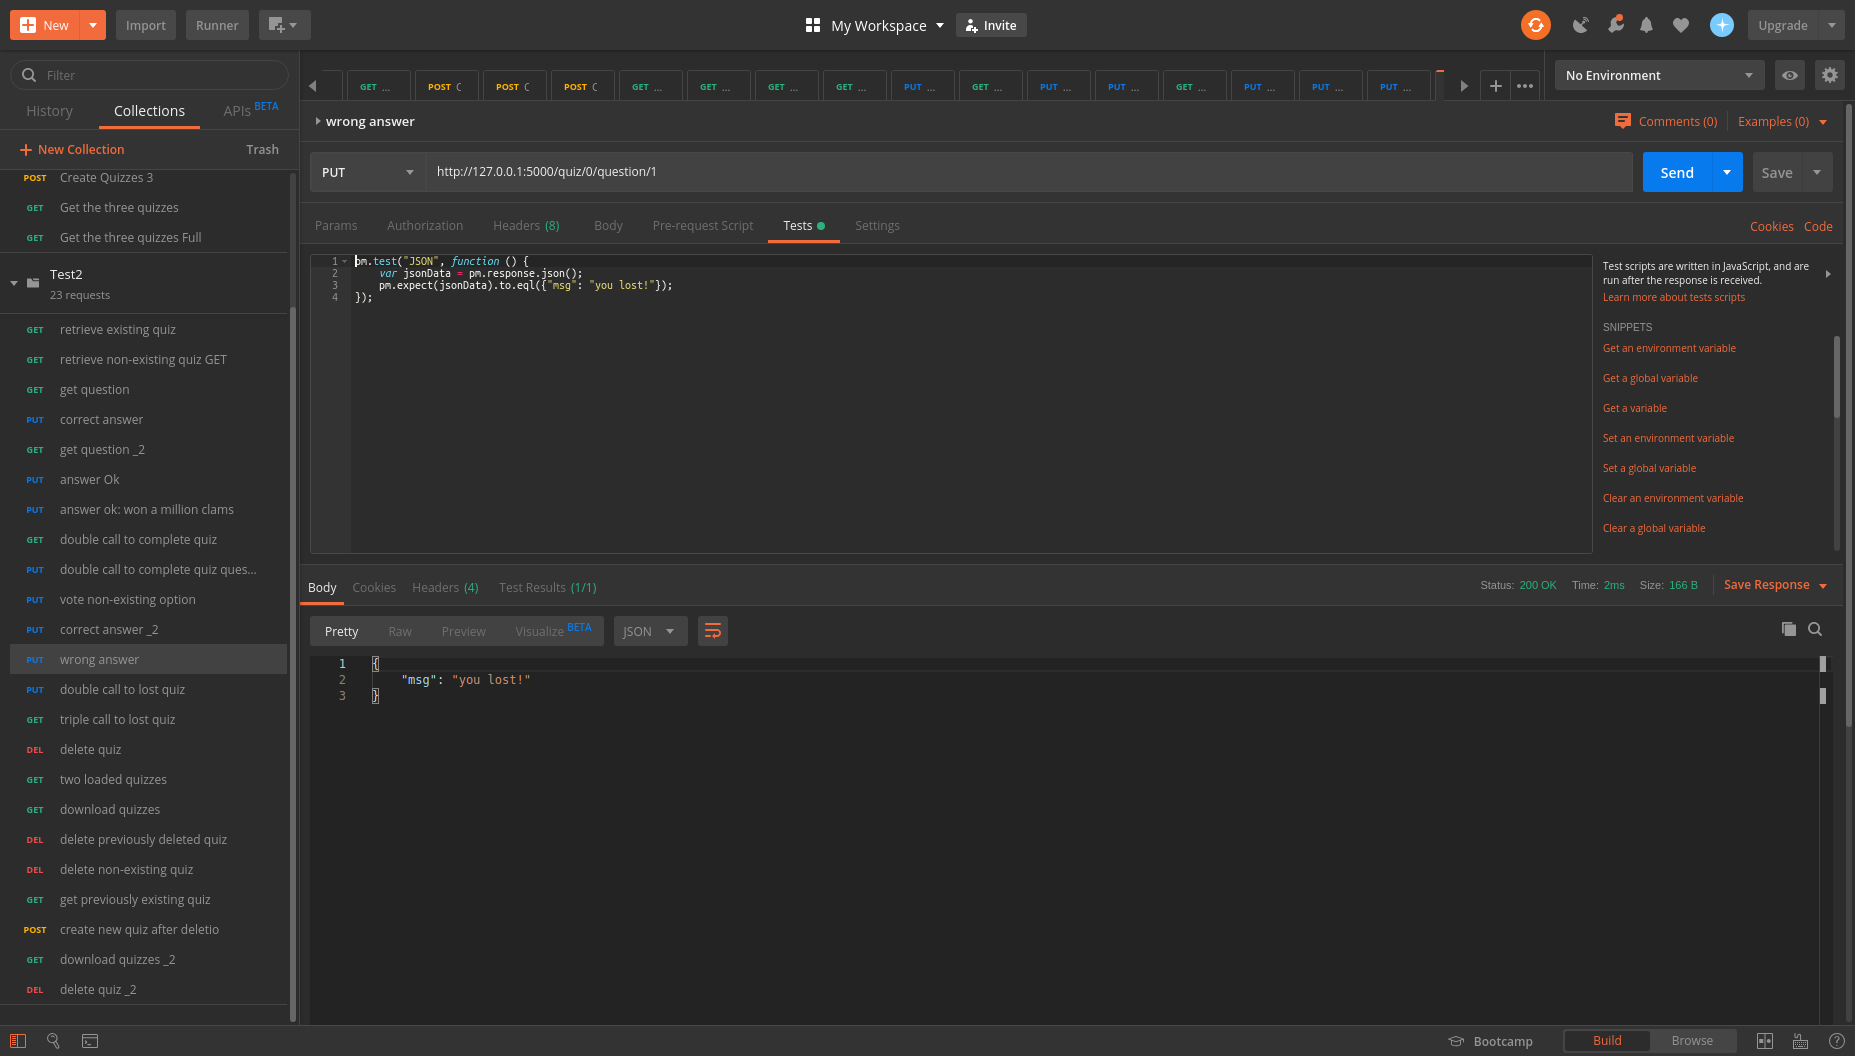 New Import Runner My Workspace Invite Upgrade
Filter
History Collections APIs BETA
New Collection Trash
POST Create Quizzes 3
GET Get the three quizzes
GET Get the three quizzes Full
Test2
23 requests
GET retrieve existing quiz
GET retrieve non-existing quiz GET
GET get question
PUT correct answer
GET get question _2
PUT answer Ok
PUT answer ok: won a million clams
GET double call to complete quiz
PUT double call to complete quiz ques...
PUT vote non-existing option
PUT correct answer _2
PUT wrong answer
PUT double call to lost quiz
GET triple call to lost quiz
DEL delete quiz
GET two loaded quizzes
GET download quizzes
DEL delete previously deleted quiz
DEL delete non-existing quiz
GET get previously existing quiz
POST create new quiz after deletio
GET download quizzes _2
DEL delete quiz _2
GET ... POST C POST C POST C GET ... GET ... GET ... GET ... PUT ... GET ... PUT ... PUT ... GET ... PUT ... PUT ... PUT ...
No Environment
wrong answer Comments (0) Examples (0)
PUT http://127.0.0.1:5000/quiz/0/question/1 Send Save
Params Authorization Headers (8) Body Pre-request Script Tests Settings Cookies Code
1 pm.test("JSON", function () {
2 var jsonData = pm.response.json();
3 pm.expect(jsonData).to.eql({"msg": "you lost!"});
4 });
Test scripts are written in JavaScript, and are
run after the response is received.
Learn more about tests scripts
SNIPPETS
Get an environment variable
Get a global variable
Get a variable
Set an environment variable
Set a global variable
Clear an environment variable
Clear a global variable
Body Cookies Headers (4) Test Results (1/1) Status: 200 OK Time: 2ms Size: 166 B Save Response
Pretty Raw Preview Visualize BETA JSON
1 {
2 "msg": "you lost!"
3 }
Bootcamp Build Browse